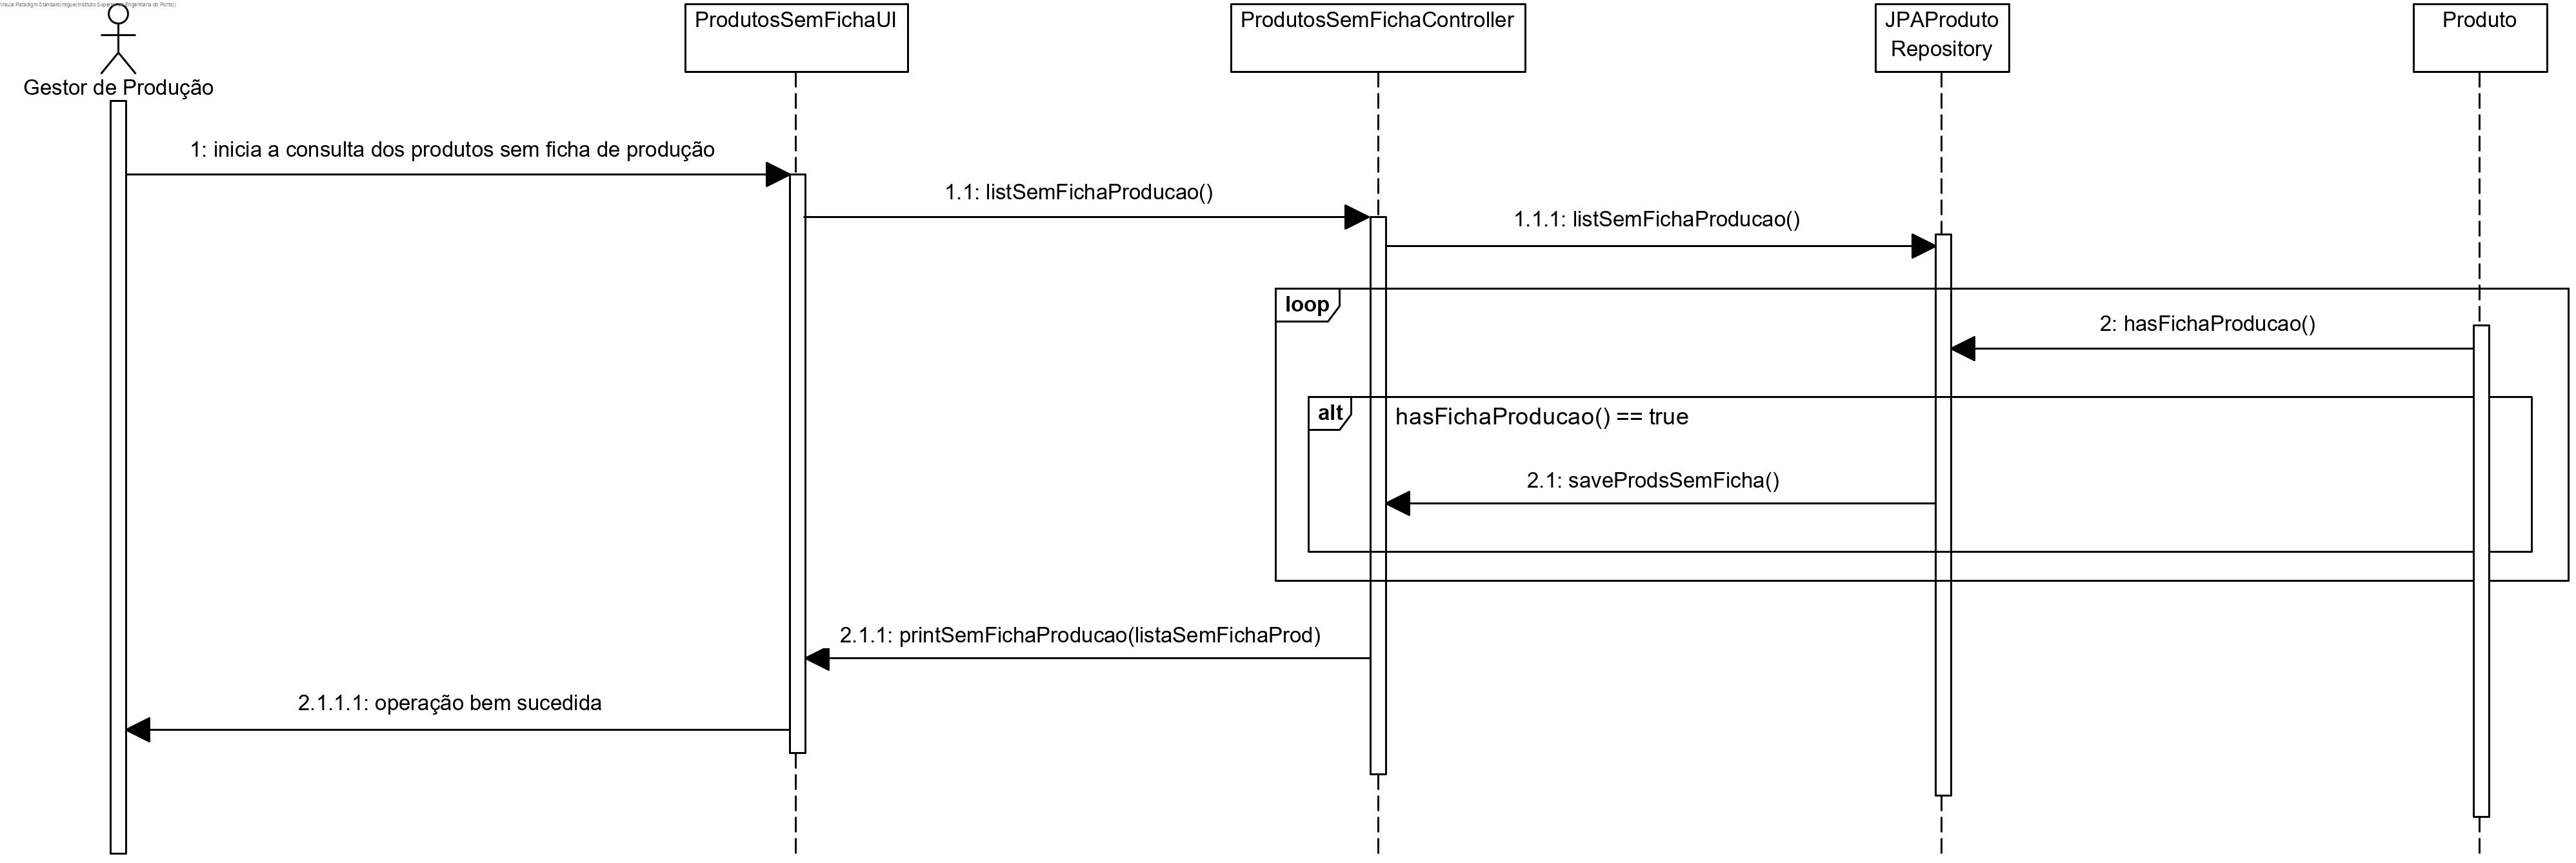 Visual Paradigm Standard(miguel(Instituto Superior de Engenharia do Porto))
Gestor de Produção
ProdutosSemFichaUI
ProdutosSemFichaController
JPAProduto
Repository
Produto
1: inicia a consulta dos produtos sem ficha de produção
1.1: listSemFichaProducao()
1.1.1: listSemFichaProducao()
loop
2: hasFichaProducao()
alt
hasFichaProducao() == true
2.1: saveProdsSemFicha()
2.1.1: printSemFichaProducao(listaSemFichaProd)
2.1.1.1: operação bem sucedida